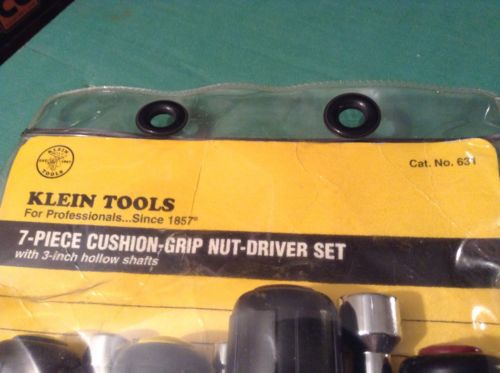 KLEIN
TOOLS
Cat. No. 631
KLEIN TOOLS
For Professionals...Since 1857®
7-PIECE CUSHION-GRIP NUT-DRIVER SET
with 3-inch hollow shafts